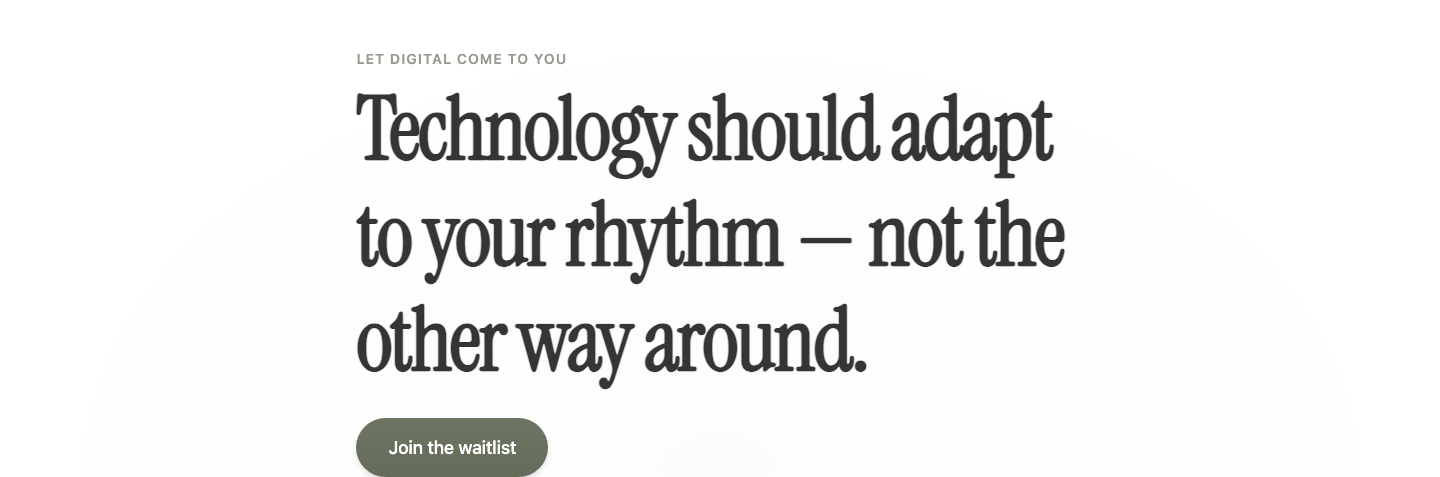 LET DIGITAL COME TO YOU
Technology should adapt
to your rhythm — not the
other way around.
Join the waitlist